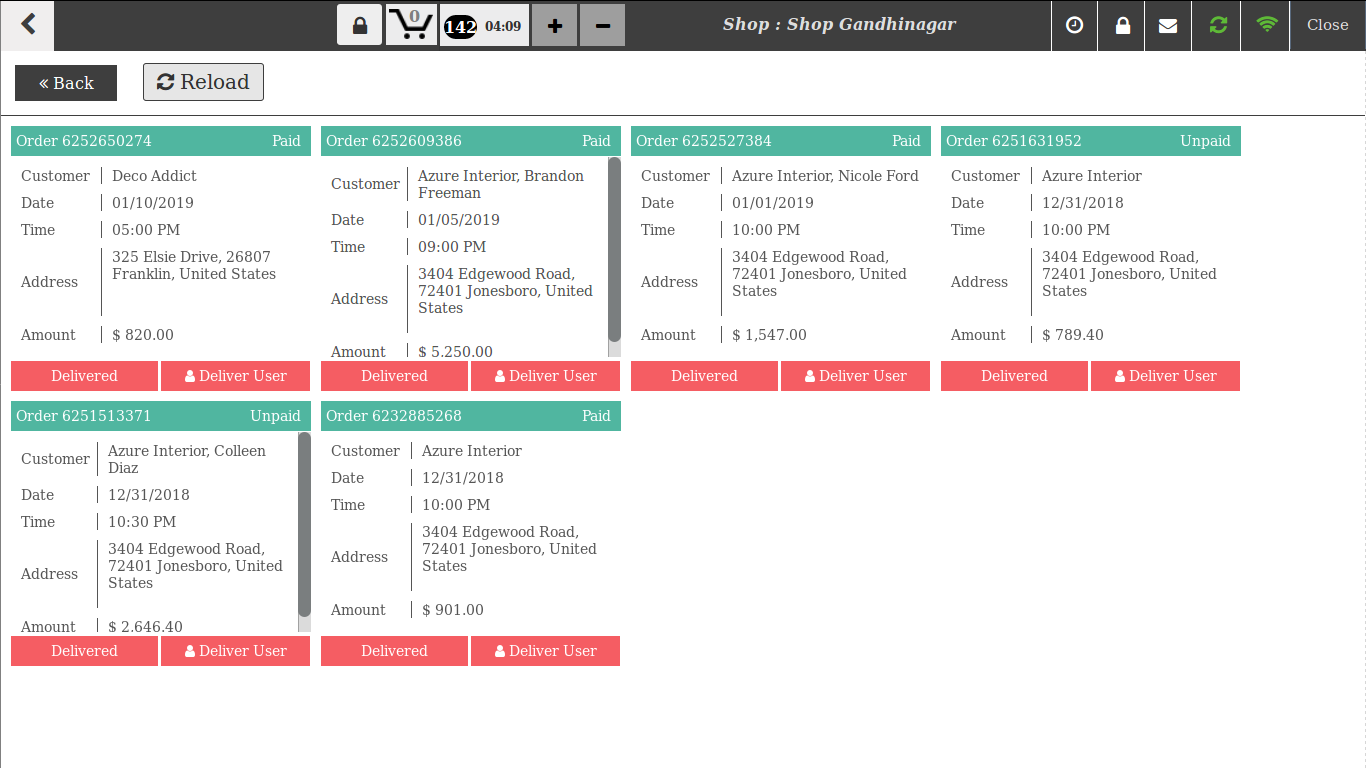 0
142 04:09
Shop : Shop Gandhinagar
Close
« Back
Reload
Order 6252650274 Paid
Customer Deco Addict
Date 01/10/2019
Time 05:00 PM
Address 325 Elsie Drive, 26807
Franklin, United States
Amount $ 820.00
Delivered Deliver User
Order 6252609386 Paid
Customer Azure Interior, Brandon
Freeman
Date 01/05/2019
Time 09:00 PM
Address 3404 Edgewood Road,
72401 Jonesboro, United
States
Amount $ 5,250.00
Delivered Deliver User
Order 6252527384 Paid
Customer Azure Interior, Nicole Ford
Date 01/01/2019
Time 10:00 PM
Address 3404 Edgewood Road,
72401 Jonesboro, United
States
Amount $ 1,547.00
Delivered Deliver User
Order 6251631952 Unpaid
Customer Azure Interior
Date 12/31/2018
Time 10:00 PM
Address 3404 Edgewood Road,
72401 Jonesboro, United
States
Amount $ 789.40
Delivered Deliver User
Order 6251513371 Unpaid
Customer Azure Interior, Colleen
Diaz
Date 12/31/2018
Time 10:30 PM
Address 3404 Edgewood Road,
72401 Jonesboro, United
States
Amount $ 2,646.40
Delivered Deliver User
Order 6232885268 Paid
Customer Azure Interior
Date 12/31/2018
Time 10:00 PM
Address 3404 Edgewood Road,
72401 Jonesboro, United
States
Amount $ 901.00
Delivered Deliver User